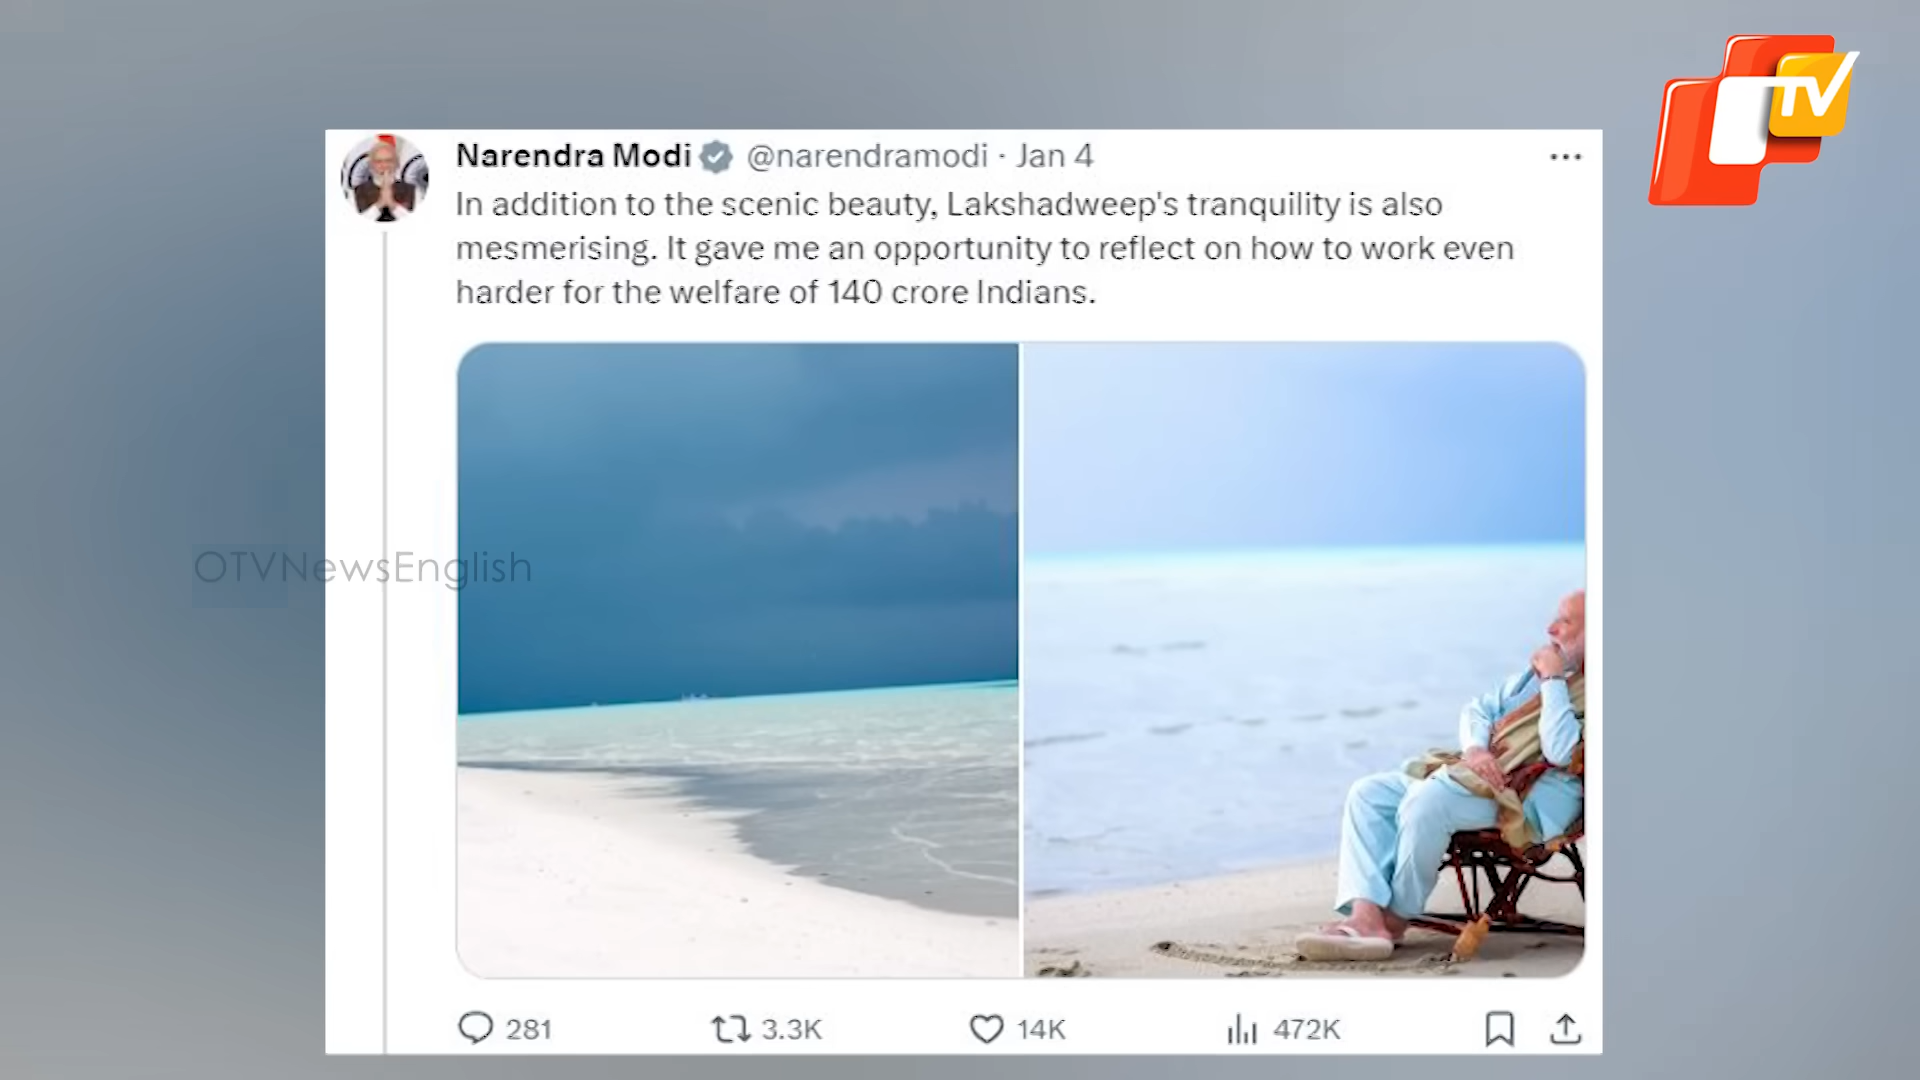 TV
Narendra Modi @narendramodi · Jan 4
In addition to the scenic beauty, Lakshadweep's tranquility is also
mesmerising. It gave me an opportunity to reflect on how to work even
harder for the welfare of 140 crore Indians.
OTVNewsEnglish
281 3.3K 14K 472K